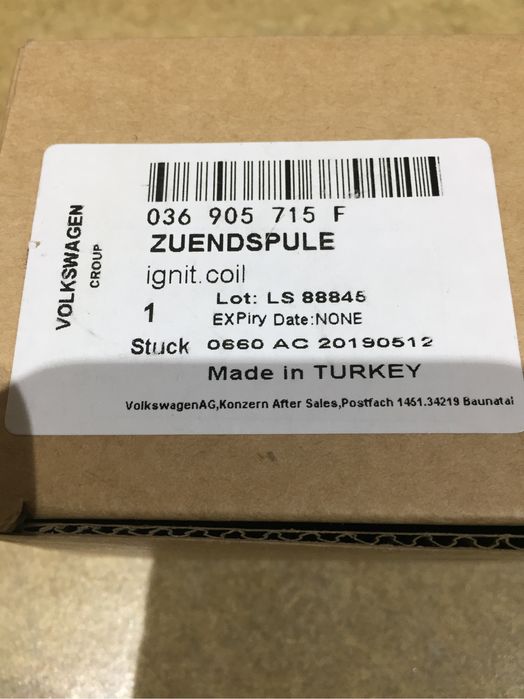 VOLKSWAGEN
CROUP
036 905 715 F
ZUENDSPULE
ignit.coil
1 Lot: LS 88845
EXPiry Date:NONE
Stuck 0660 AC 20190512
Made in TURKEY
VolkswagenAG,Konzern After Sales,Postfach 1461.34219 Baunatal